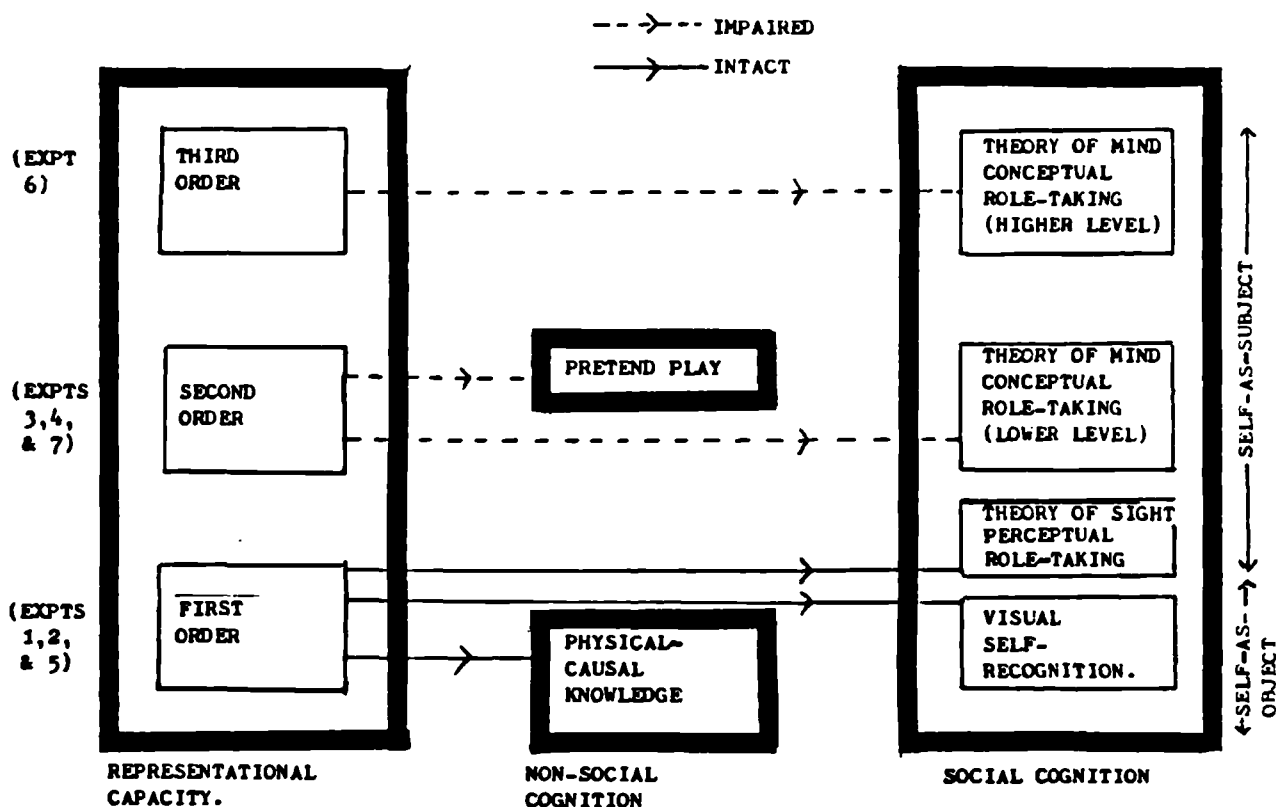 IMPAIRED
INTACT
(EXPT
6)
THIRD
ORDER
THEORY OF MIND
CONCEPTUAL
ROLE-TAKING
(HIGHER LEVEL)
(EXPTS
3,4,
& 7)
SECOND
ORDER
PRETEND PLAY
THEORY OF MIND
CONCEPTUAL
ROLE-TAKING
(LOWER LEVEL)
THEORY OF SIGHT
PERCEPTUAL
ROLE-TAKING
(EXPTS
1,2,
& 5)
FIRST
ORDER
PHYSICAL-
CAUSAL
KNOWLEDGE
VISUAL
SELF-
RECOGNITION.
SELF-AS-SUBJECT
SELF-AS-
OBJECT
REPRESENTATIONAL
CAPACITY.
NON-SOCIAL
COGNITION
SOCIAL COGNITION